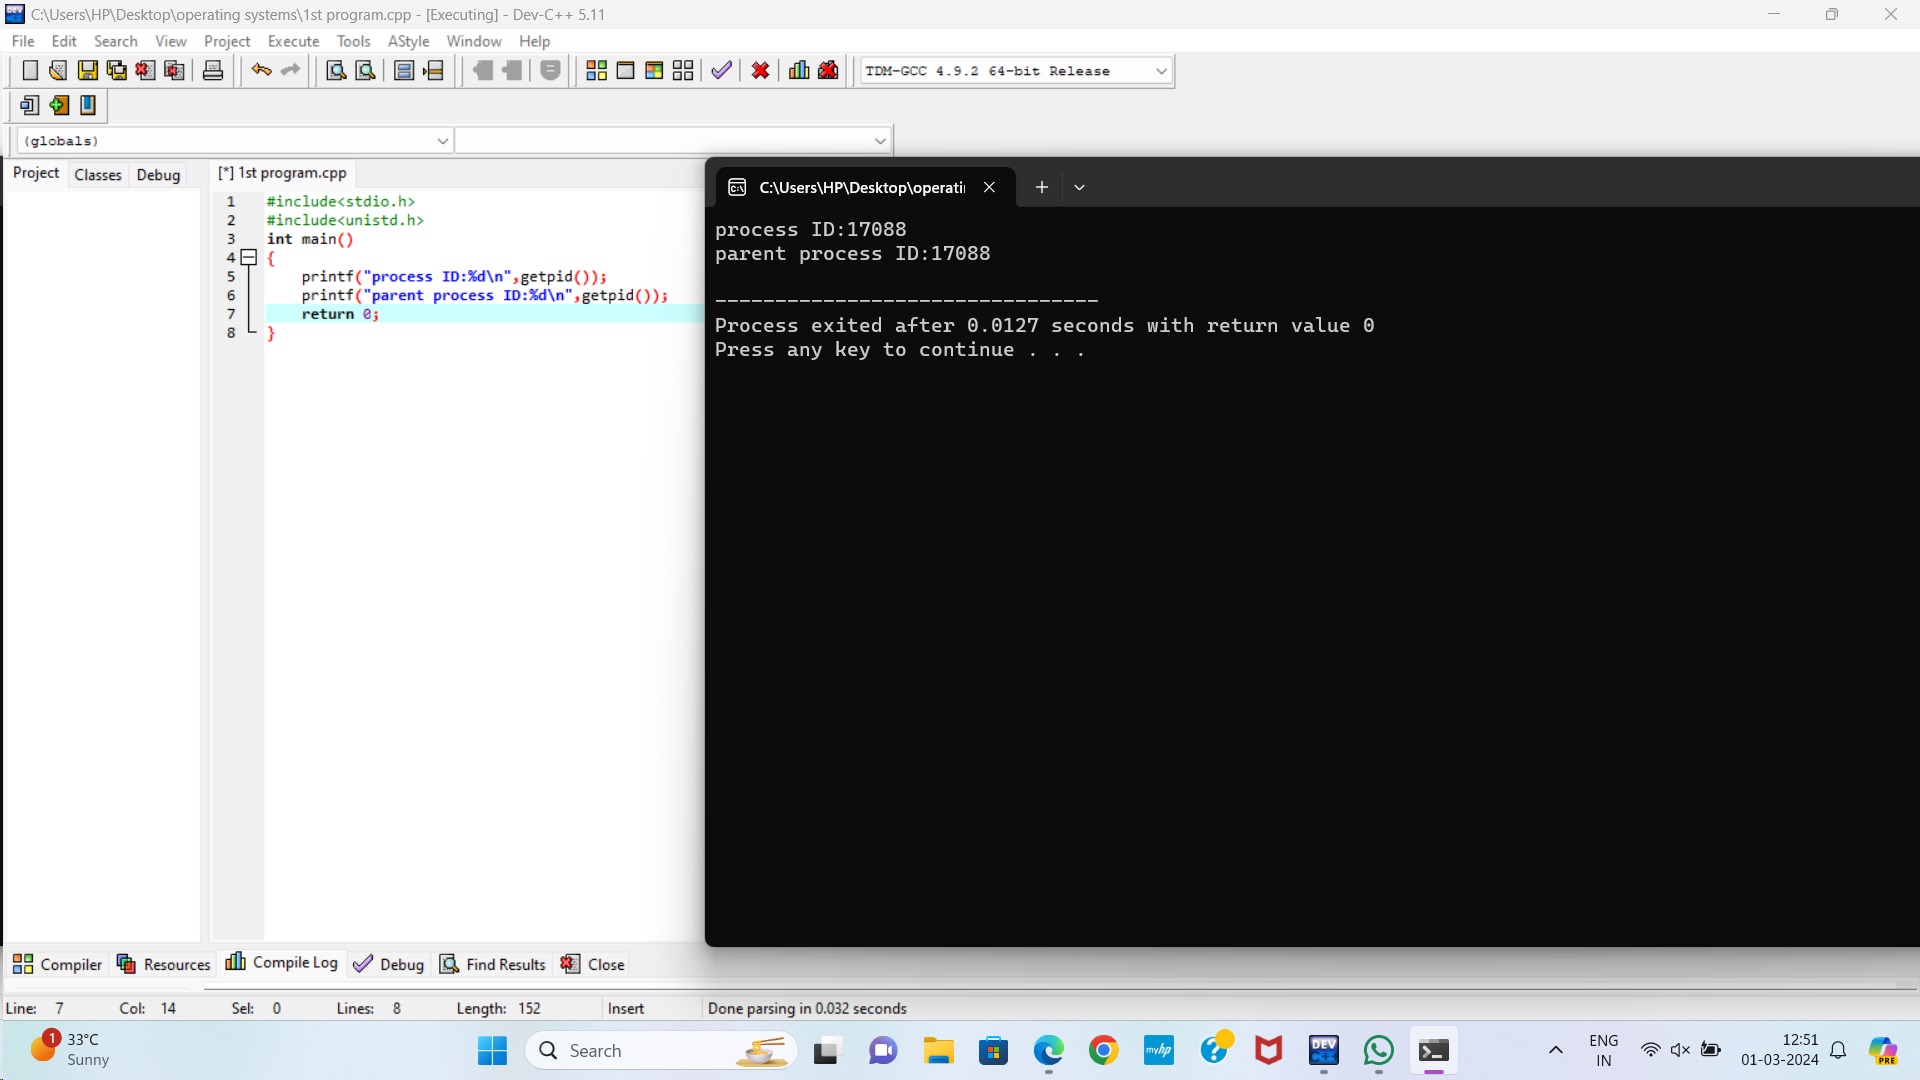 C:\Users\HP\Desktop\operating systems\1st program.cpp - [Executing] - Dev-C++ 5.11
File Edit Search View Project Execute Tools AStyle Window Help
TDM-GCC 4.9.2 64-bit Release
(globals)
Project Classes Debug
[*] 1st program.cpp
1 #include<stdio.h>
2 #include<unistd.h>
3 int main()
4 {
5 printf("process ID:%d\n",getpid());
6 printf("parent process ID:%d\n",getpid());
7 return 0;
8 }
C:\Users\HP\Desktop\operati
process ID:17088
parent process ID:17088
--------------------------------
Process exited after 0.0127 seconds with return value 0
Press any key to continue . . .
Compiler Resources Compile Log Debug Find Results Close
Line: 7 Col: 14 Sel: 0 Lines: 8 Length: 152 Insert Done parsing in 0.032 seconds
1
33°C
Sunny
Search
myhp
DEV
C++
ENG
IN
12:51
01-03-2024
PRE